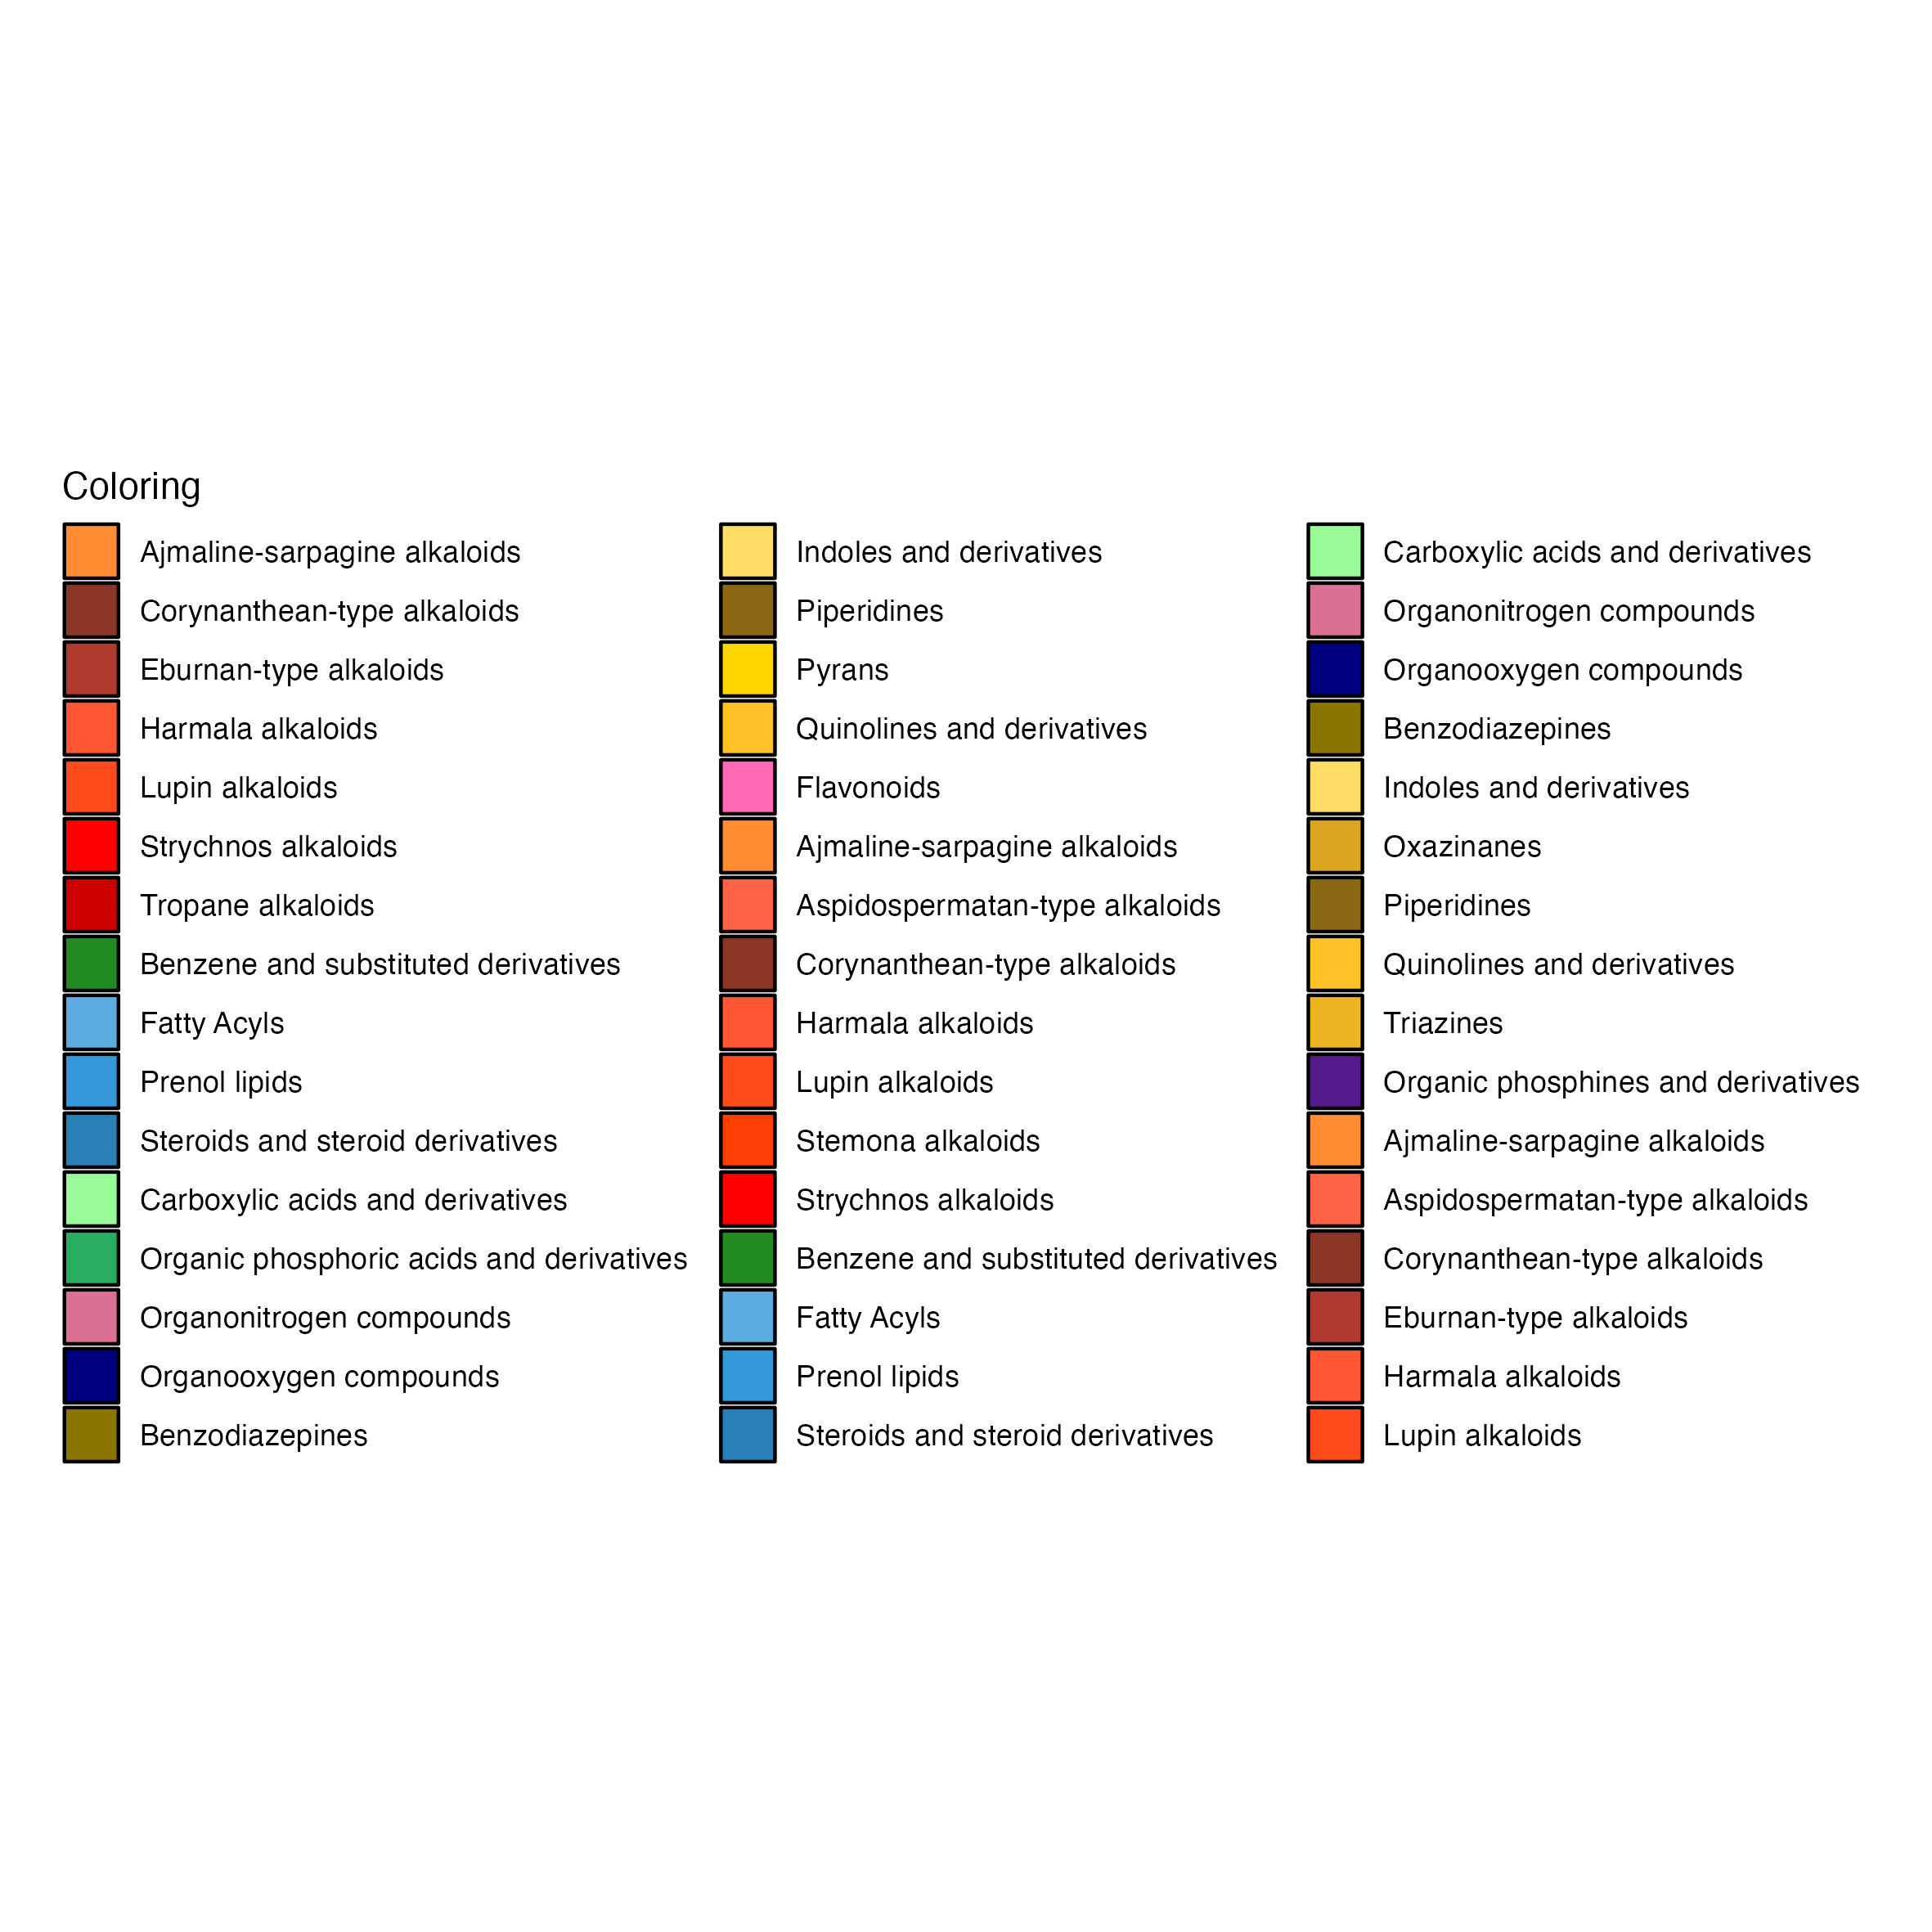 Coloring
Ajmaline-sarpagine alkaloids
Corynanthean-type alkaloids
Eburnan-type alkaloids
Harmala alkaloids
Lupin alkaloids
Strychnos alkaloids
Tropane alkaloids
Benzene and substituted derivatives
Fatty Acyls
Prenol lipids
Steroids and steroid derivatives
Carboxylic acids and derivatives
Organic phosphoric acids and derivatives
Organonitrogen compounds
Organooxygen compounds
Benzodiazepines
Indoles and derivatives
Piperidines
Pyrans
Quinolines and derivatives
Flavonoids
Ajmaline-sarpagine alkaloids
Aspidospermatan-type alkaloids
Corynanthean-type alkaloids
Harmala alkaloids
Lupin alkaloids
Stemona alkaloids
Strychnos alkaloids
Benzene and substituted derivatives
Fatty Acyls
Prenol lipids
Steroids and steroid derivatives
Carboxylic acids and derivatives
Organonitrogen compounds
Organooxygen compounds
Benzodiazepines
Indoles and derivatives
Oxazinanes
Piperidines
Quinolines and derivatives
Triazines
Organic phosphines and derivatives
Ajmaline-sarpagine alkaloids
Aspidospermatan-type alkaloids
Corynanthean-type alkaloids
Eburnan-type alkaloids
Harmala alkaloids
Lupin alkaloids